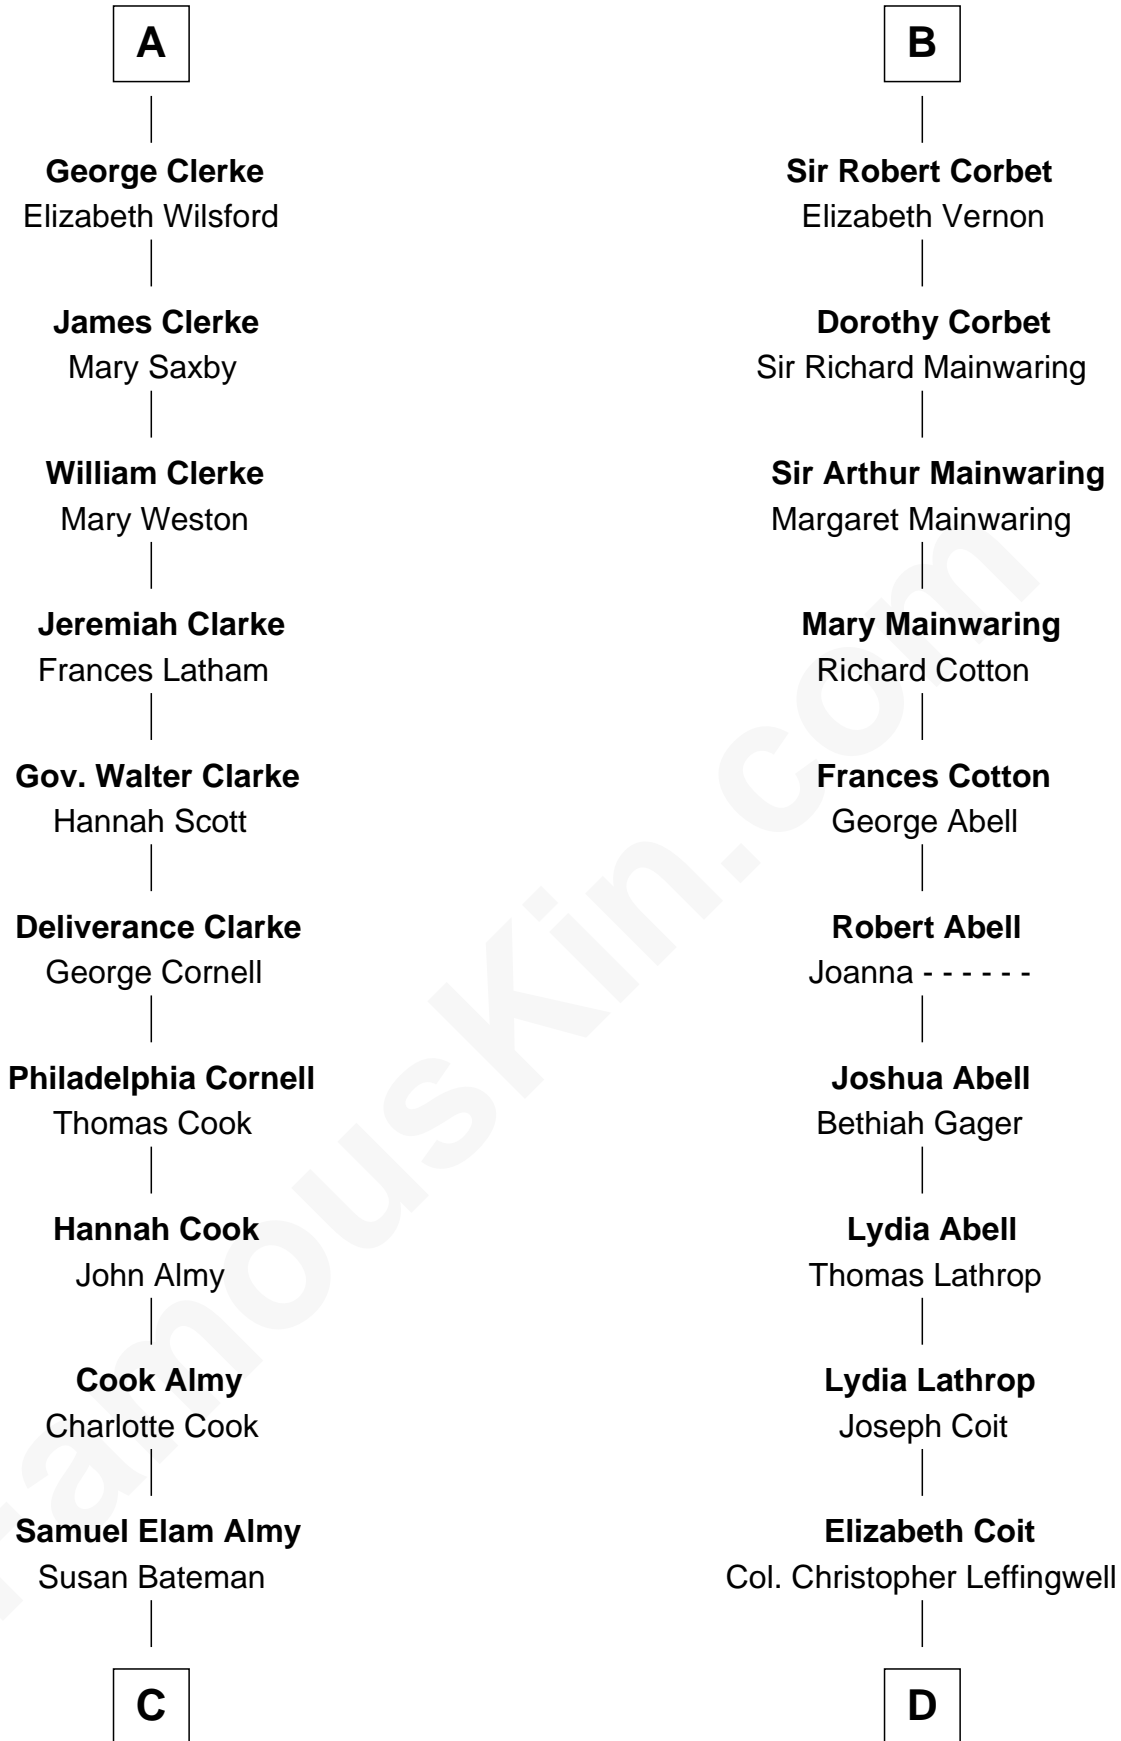 A
George Clerke
Elizabeth Wilsford
James Clerke
Mary Saxby
William Clerke
Mary Weston
Jeremiah Clarke
Frances Latham
Gov. Walter Clarke
Hannah Scott
Deliverance Clarke
George Cornell
Philadelphia Cornell
Thomas Cook
Hannah Cook
John Almy
Cook Almy
Charlotte Cook
Samuel Elam Almy
Susan Bateman
C
B
Sir Robert Corbet
Elizabeth Vernon
Dorothy Corbet
Sir Richard Mainwaring
Sir Arthur Mainwaring
Margaret Mainwaring
Mary Mainwaring
Richard Cotton
Frances Cotton
George Abell
Robert Abell
Joanna - - - - - -
Joshua Abell
Bethiah Gager
Lydia Abell
Thomas Lathrop
Lydia Lathrop
Joseph Coit
Elizabeth Coit
Col. Christopher Leffingwell
D
FamousKin.com